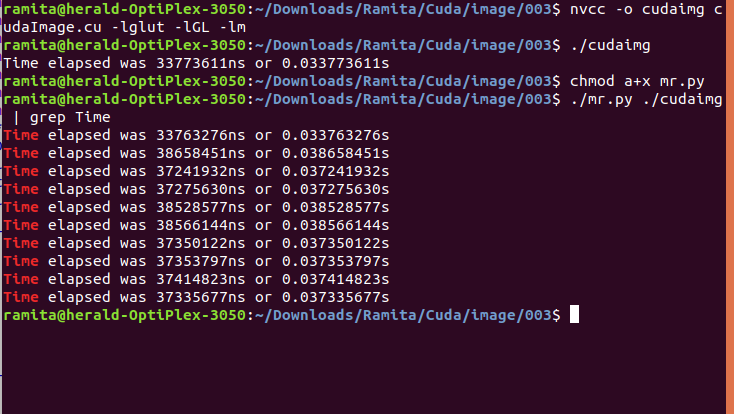 ramita@herald-OptiPlex-3050:~/Downloads/Ramita/Cuda/image/003$ nvcc -o cudaimg c
udaImage.cu -lglut -lGL -lm
ramita@herald-OptiPlex-3050:~/Downloads/Ramita/Cuda/image/003$ ./cudaimg
Time elapsed was 33773611ns or 0.033773611s
ramita@herald-OptiPlex-3050:~/Downloads/Ramita/Cuda/image/003$ chmod a+x mr.py
ramita@herald-OptiPlex-3050:~/Downloads/Ramita/Cuda/image/003$ ./mr.py ./cudaimg
 | grep Time
Time elapsed was 33763276ns or 0.033763276s
Time elapsed was 38658451ns or 0.038658451s
Time elapsed was 37241932ns or 0.037241932s
Time elapsed was 37275630ns or 0.037275630s
Time elapsed was 38528577ns or 0.038528577s
Time elapsed was 38566144ns or 0.038566144s
Time elapsed was 37350122ns or 0.037350122s
Time elapsed was 37353797ns or 0.037353797s
Time elapsed was 37414823ns or 0.037414823s
Time elapsed was 37335677ns or 0.037335677s
ramita@herald-OptiPlex-3050:~/Downloads/Ramita/Cuda/image/003$